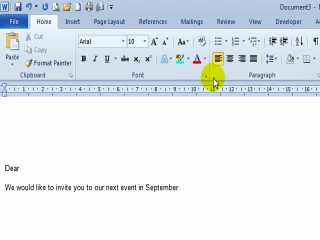 Document3 -
File Home Insert Page Layout References Mailings Review View Developer
Cut
Copy
Format Painter
Paste
Arial 10
Clipboard Font Paragraph
Dear
We would like to invite you to our next event in September